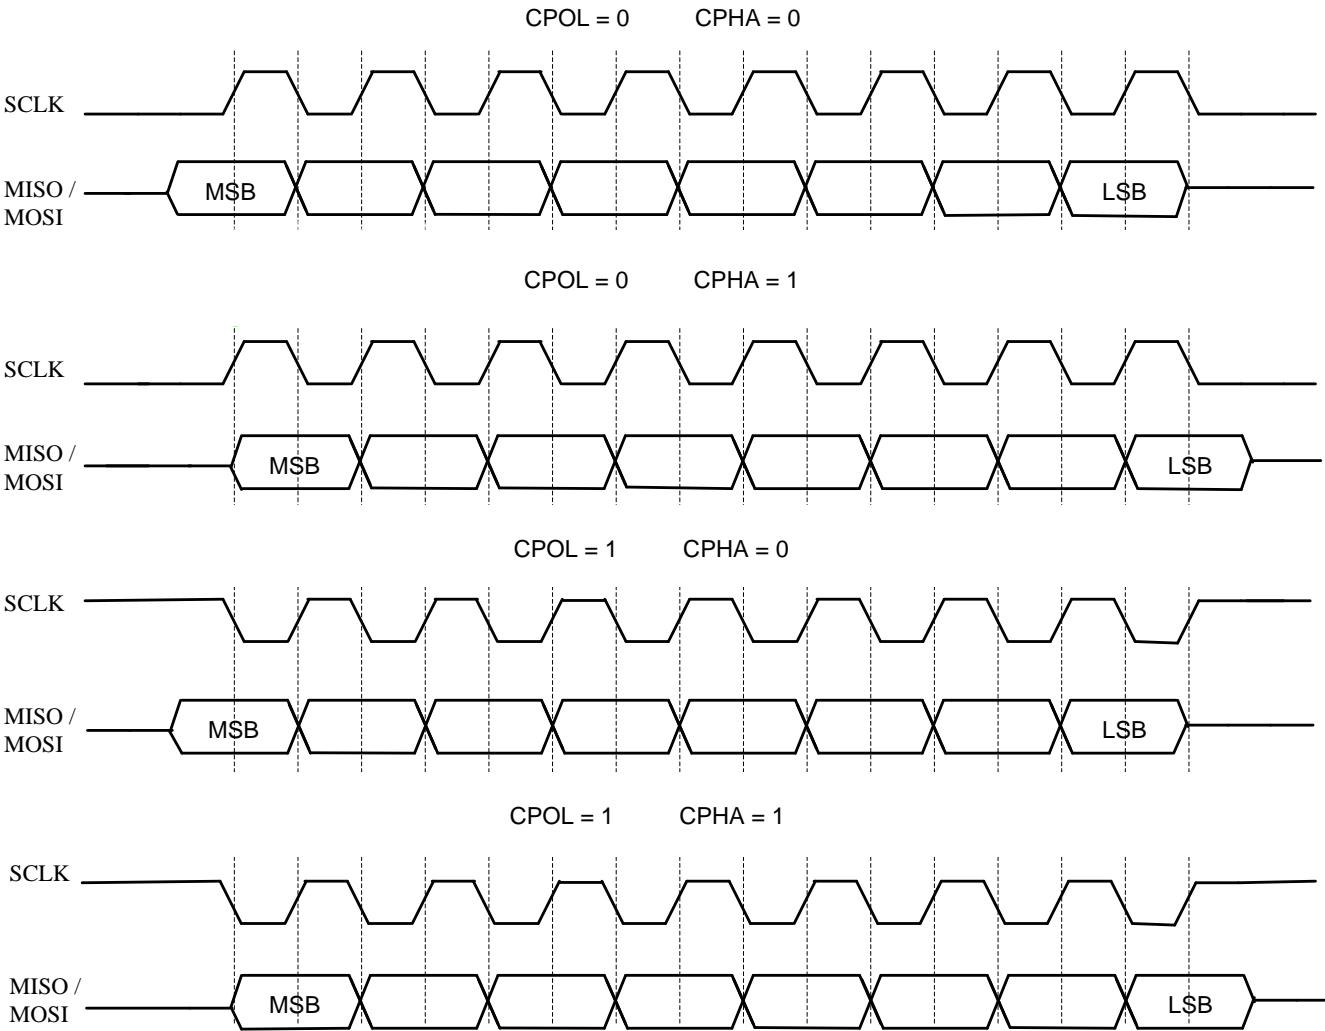 CPOL = 0 CPHA = 0
SCLK
MISO /
MOSI
MSB
LSB
CPOL = 0 CPHA = 1
SCLK
MISO /
MOSI
MSB
LSB
CPOL = 1 CPHA = 0
SCLK
MISO /
MOSI
MSB
LSB
CPOL = 1 CPHA = 1
SCLK
MISO /
MOSI
MSB
LSB